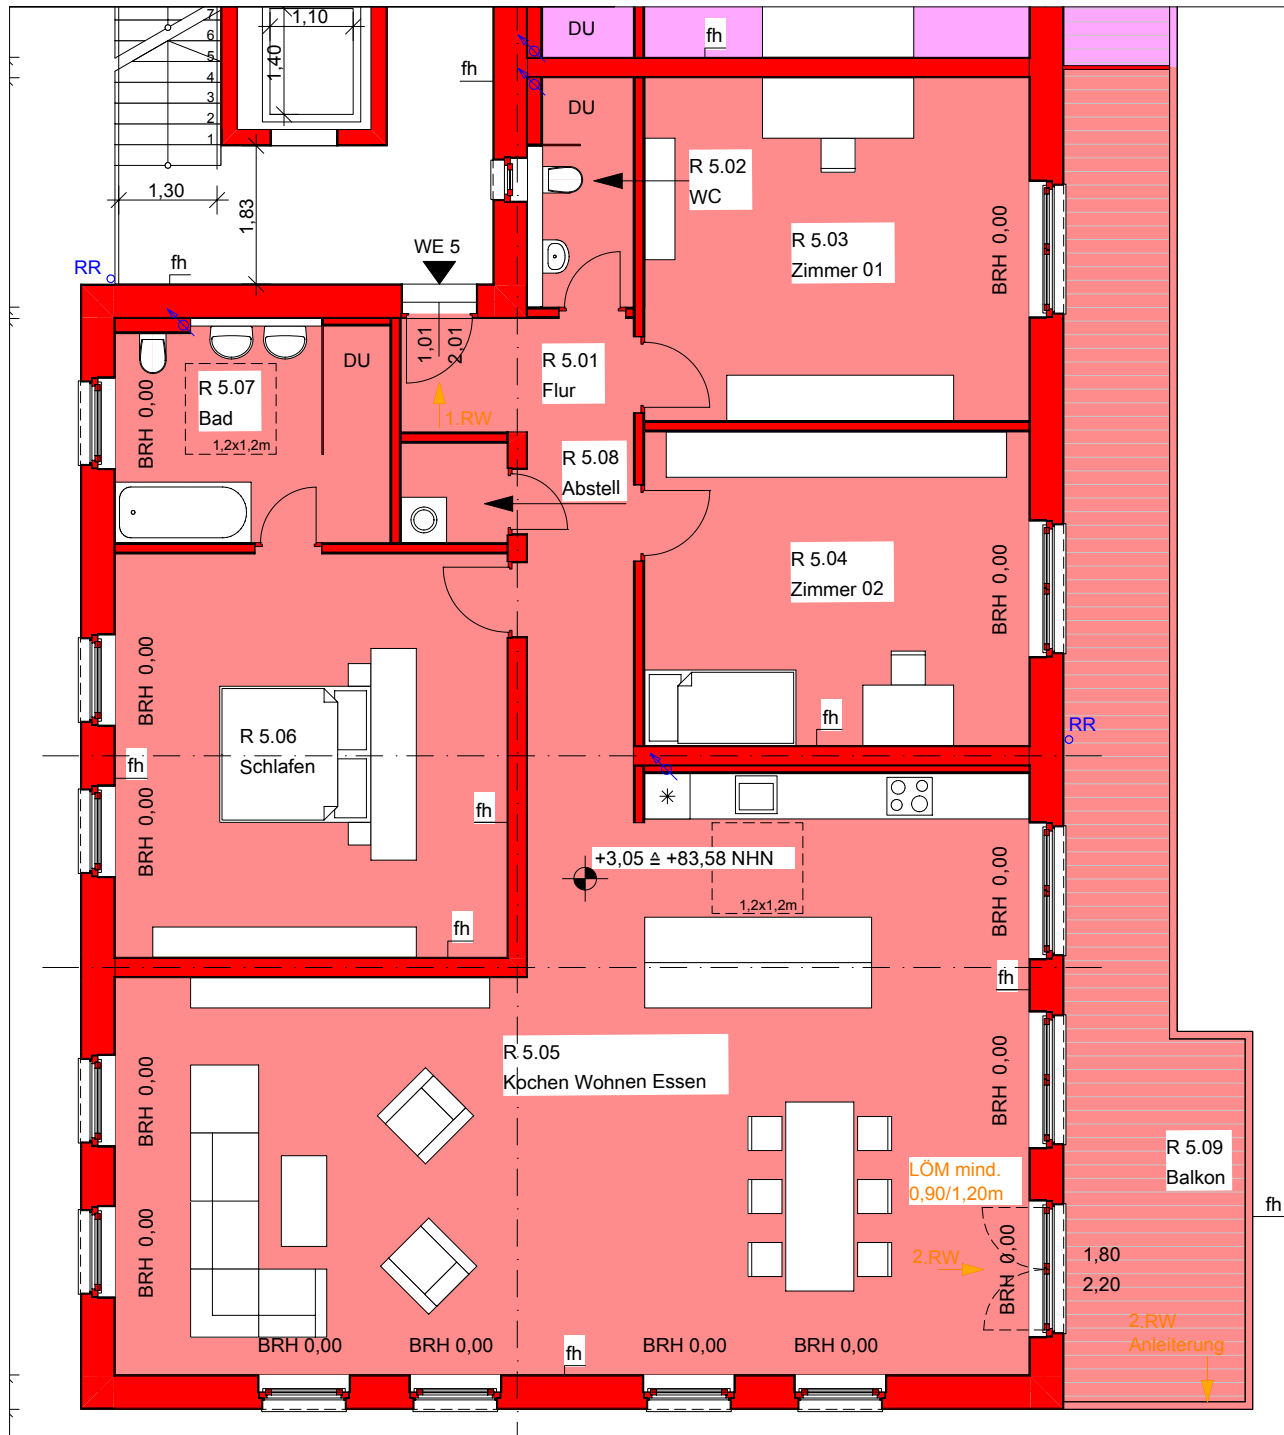 7
6
5
4
3
2
1
1,10
1,40
1,30
1,83
fh
fh
DU
fh
DU
R 5.02
WC
R 5.03
Zimmer 01
BRH 0,00
RR
WE 5
1,01
2,01
1.RW
DU
R 5.07
Bad
1,2x1,2m
BRH 0,00
R 5.01
Flur
R 5.08
Abstell
R 5.04
Zimmer 02
BRH 0,00
fh
RR
BRH 0,00
R 5.06
Schlafen
fh
fh
BRH 0,00
fh
+3,05 ≙ +83,58 NHN
1,2x1,2m
BRH 0,00
fh
R 5.05
Kochen Wohnen Essen
BRH 0,00
BRH 0,00
BRH 0,00
LÖM mind.
0,90/1,20m
2.RW
BRH 0,00
1,80
2,20
R 5.09
Balkon
fh
2.RW
Anleiterung
BRH 0,00
BRH 0,00
fh
BRH 0,00
BRH 0,00